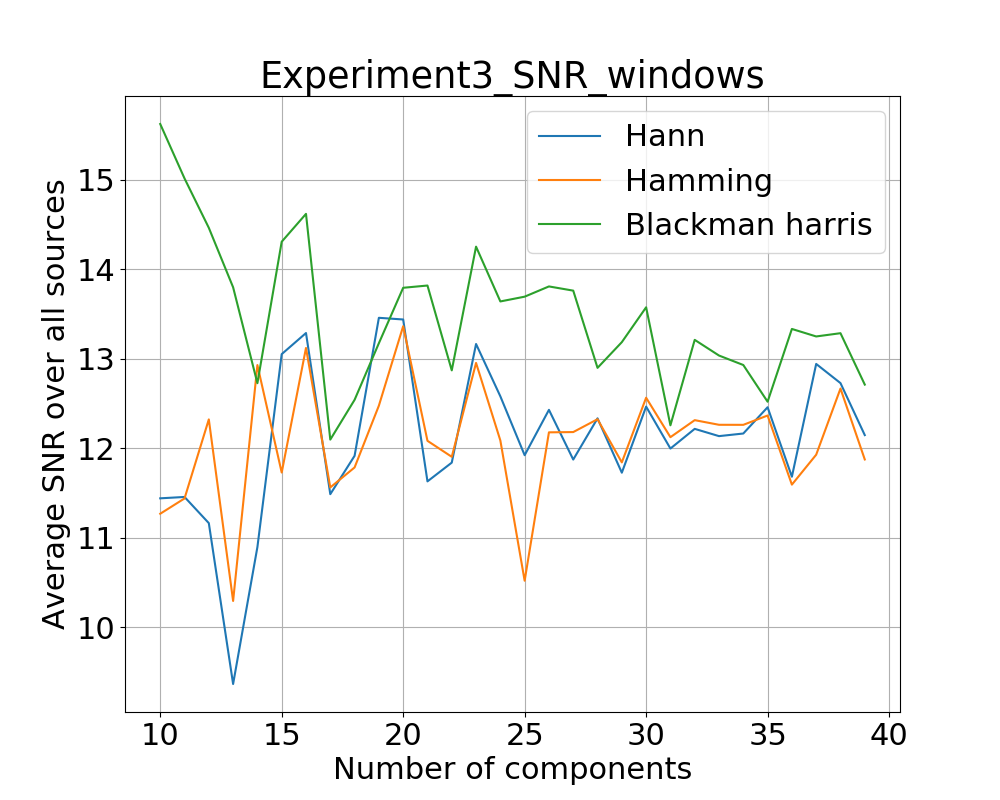 Experiment3_SNR_windows
Hann
Hamming
Blackman harris
Average SNR over all sources
15
14
13
12
11
10
10 15 20 25 30 35 40
Number of components